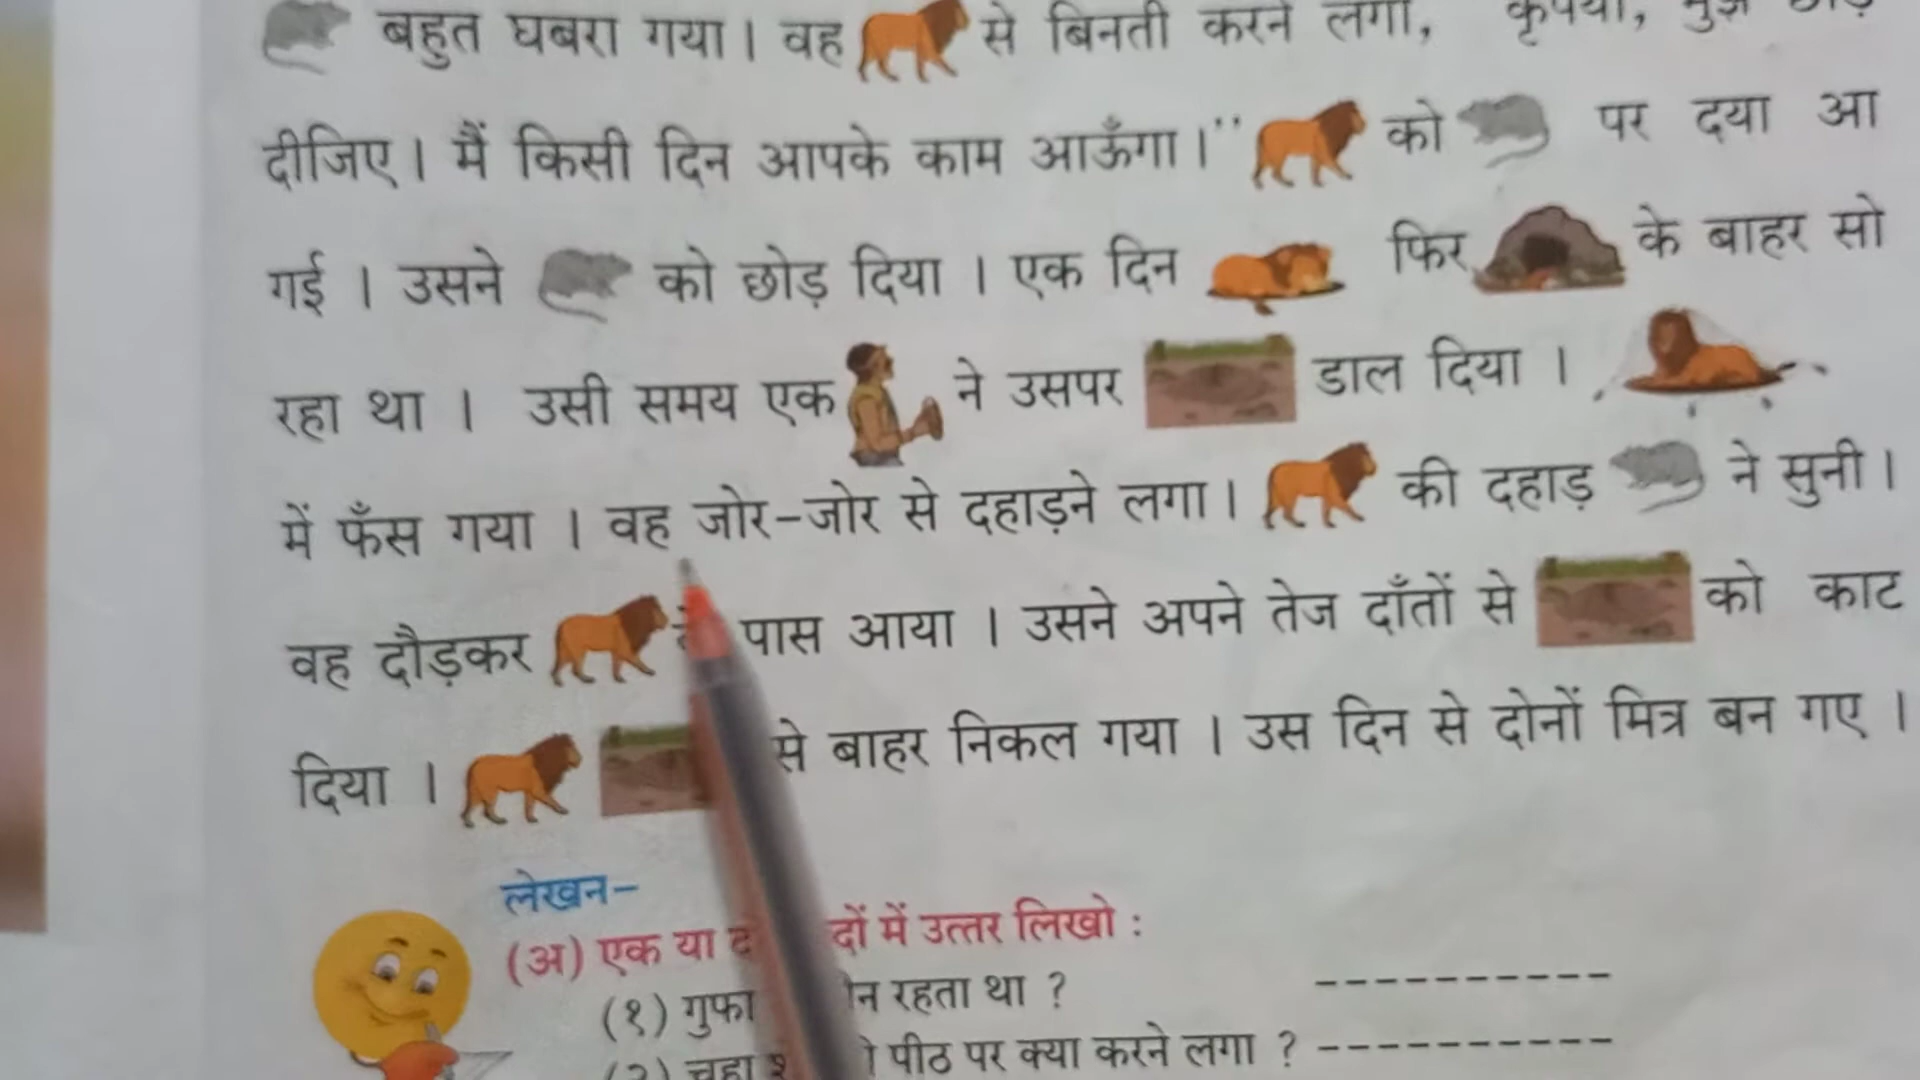 बहुत घबरा गया । वह से बिनती करने लगा, कृपया, मुझे
दीजिए । मैं किसी दिन आपके काम आऊँगा ।'' को पर दया आ
गई । उसने को छोड़ दिया । एक दिन फिर के बाहर सो
रहा था । उसी समय एक ने उसपर डाल दिया ।
में फँस गया । वह जोर-जोर से दहाड़ने लगा । की दहाड़ ने सुनी ।
वह दौड़कर पास आया । उसने अपने तेज दाँतों से को काट
दिया । से बाहर निकल गया । उस दिन से दोनों मित्र बन गए ।
लेखन-
(अ) एक या में उत्तर लिखो :
(१) गुफा रहता था ? ----------
(२) चूहा पीठ पर क्या करने लगा ? ----------